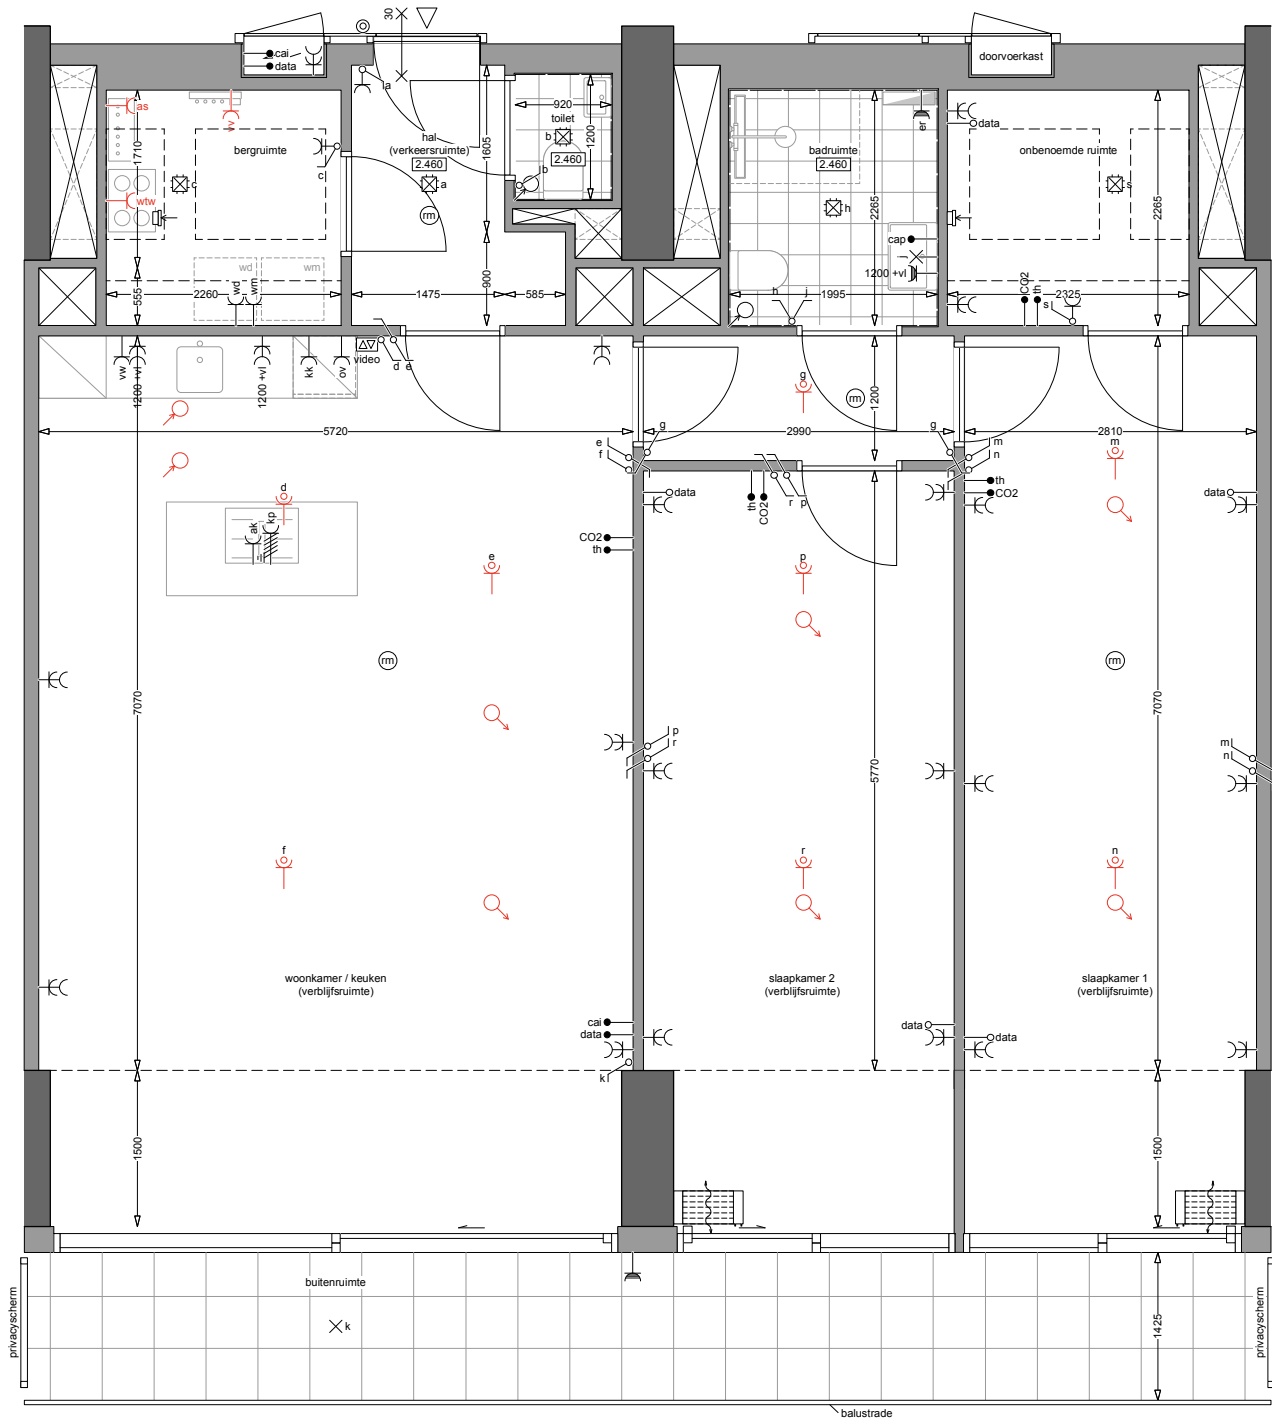 30
cai
data
la
as
vv
1710
bergruimte
c
c
wtw
hal
(verkeersruimte)
2.460
a
rm
1605
920
toilet
b
2.460
1200
b
badruimte
2.460
h
2265
er
cap
j
1200 +vl
1995
h
j
doorvoerkast
data
onbenoemde ruimte
s
2265
CO2
th
2325
s
555
wd
wm
2260
wd
wm
1475
900
585
vw
1200 +vl
1200 +vl
kk
ov
video
d
e
5720
g
rm
1200
2990
g
g
2810
m
e
f
m
n
d
ak
kp
data
th
CO2
r
p
th
CO2
data
CO2
th
e
p
rm
rm
7070
p
r
5770
7070
m
n
f
r
n
woonkamer / keuken
(verblijfsruimte)
slaapkamer 2
(verblijfsruimte)
slaapkamer 1
(verblijfsruimte)
cai
data
k
data
data
1500
1500
buitenruimte
k
privacyscherm
privacyscherm
1425
balustrade